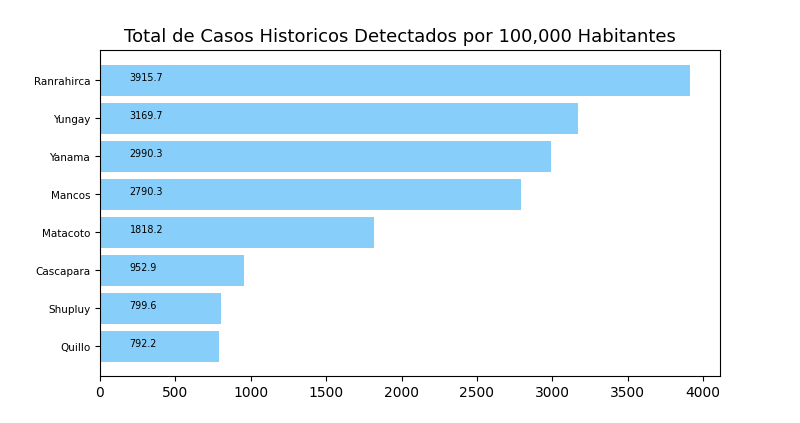 Total de Casos Historicos Detectados por 100,000 Habitantes
Ranrahirca 3915.7
Yungay 3169.7
Yanama 2990.3
Mancos 2790.3
Matacoto 1818.2
Cascapara 952.9
Shupluy 799.6
Quillo 792.2
0 500 1000 1500 2000 2500 3000 3500 4000